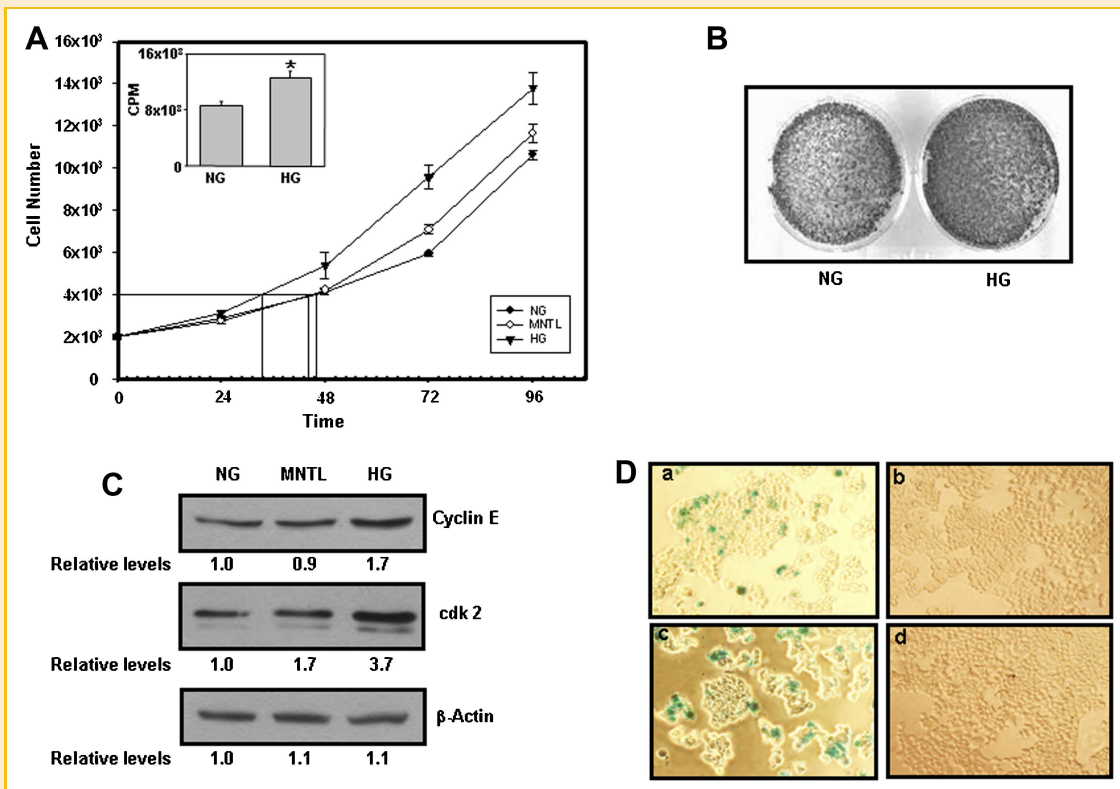 A
16x10³
14x10³
12x10³
10x10³
8x10³
6x10³
4x10³
2x10³
0
Cell Number
0 24 48 72 96
Time
16x10⁸
8x10⁸
0
CPM
*
NG HG
NG
MNTL
HG
B
NG HG
C
NG MNTL HG
Cyclin E
Relative levels 1.0 0.9 1.7
cdk 2
Relative levels 1.0 1.7 3.7
β-Actin
Relative levels 1.0 1.1 1.1
D
a b
c d